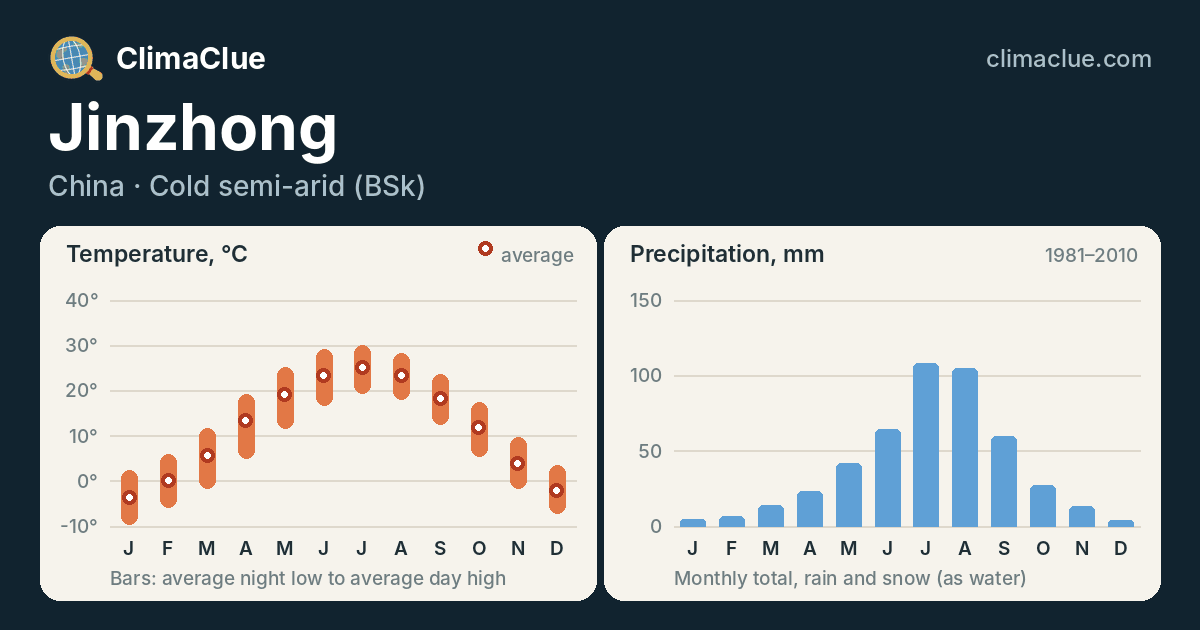 ClimaClue
climaclue.com
Jinzhong
China · Cold semi-arid (BSk)
Temperature, °C
average
40°
30°
20°
10°
0°
-10°
J F M A M J J A S O N D
Bars: average night low to average day high
Precipitation, mm
1981–2010
150
100
50
0
J F M A M J J A S O N D
Monthly total, rain and snow (as water)